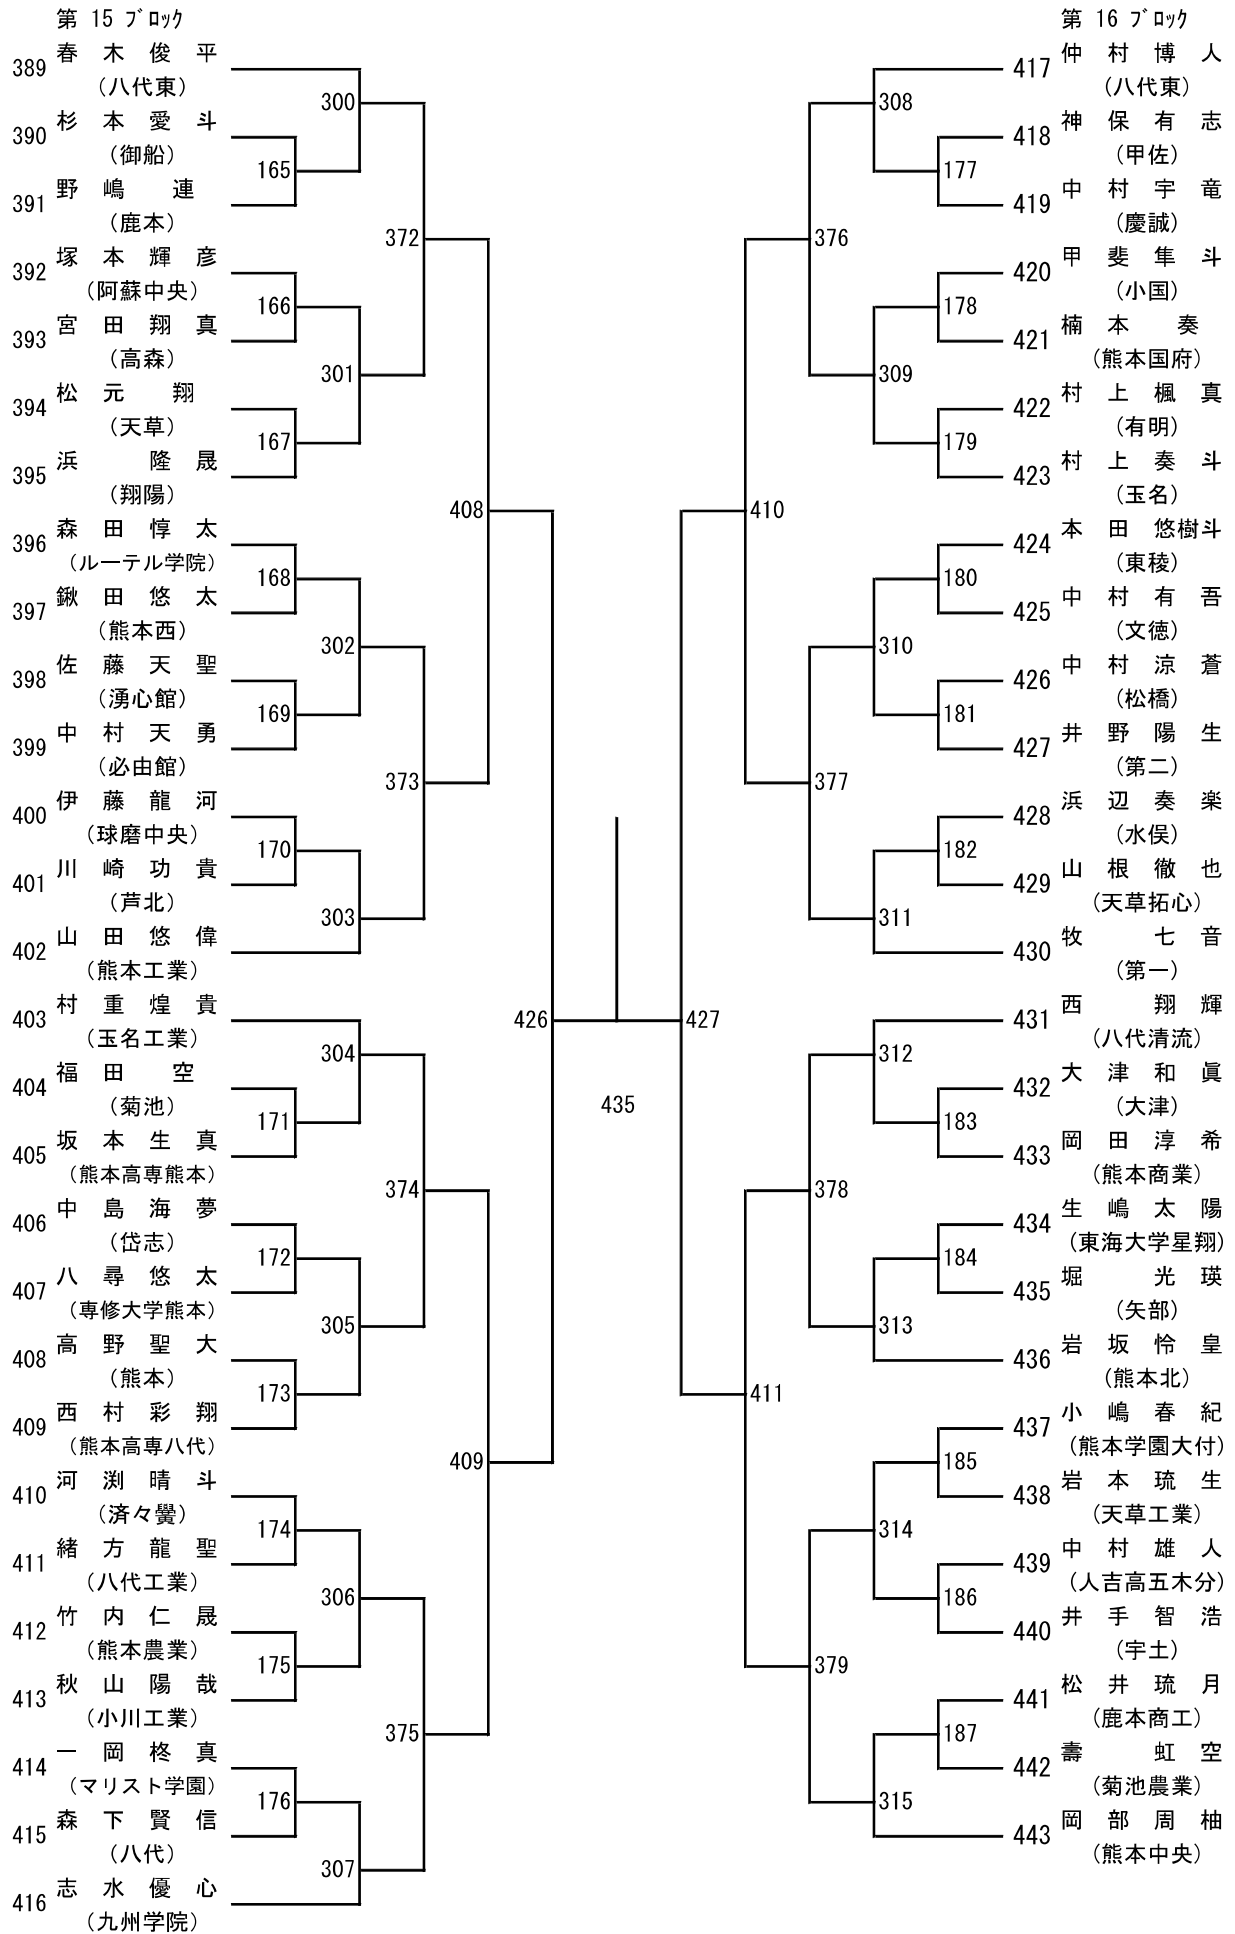 第 15 ﾌﾞﾛｯｸ
389 春木俊平
(八代東)
390 杉本愛斗
(御船)
391 野嶋連
(鹿本)
392 塚本輝彦
(阿蘇中央)
393 宮田翔真
(高森)
394 松元翔
(天草)
395 浜隆晟
(翔陽)
396 森田惇太
(ルーテル学院)
397 鍬田悠太
(熊本西)
398 佐藤天聖
(湧心館)
399 中村天勇
(必由館)
400 伊藤龍河
(球磨中央)
401 川崎功貴
(芦北)
402 山田悠偉
(熊本工業)
403 村重煌貴
(玉名工業)
404 福田空
(菊池)
405 坂本生真
(熊本高専熊本)
406 中島海夢
(岱志)
407 八尋悠太
(専修大学熊本)
408 高野聖大
(熊本)
409 西村彩翔
(熊本高専八代)
410 河渕晴斗
(済々黌)
411 緒方龍聖
(八代工業)
412 竹内仁晟
(熊本農業)
413 秋山陽哉
(小川工業)
414 一岡柊真
(マリスト学園)
415 森下賢信
(八代)
416 志水優心
(九州学院)
165
166
167
168
169
170
171
172
173
174
175
176
300
301
302
303
304
305
306
307
372
373
374
375
408
409
426
435
427
410
411
376
377
378
379
308
309
310
311
312
313
314
315
177
178
179
180
181
182
183
184
185
186
187
第 16 ﾌﾞﾛｯｸ
417 仲村博人
(八代東)
418 神保有志
(甲佐)
419 中村宇竜
(慶誠)
420 甲斐隼斗
(小国)
421 楠本奏
(熊本国府)
422 村上楓真
(有明)
423 村上奏斗
(玉名)
424 本田悠樹斗
(東稜)
425 中村有吾
(文徳)
426 中村涼蒼
(松橋)
427 井野陽生
(第二)
428 浜辺奏楽
(水俣)
429 山根徹也
(天草拓心)
430 牧七音
(第一)
431 西翔輝
(八代清流)
432 大津和眞
(大津)
433 岡田淳希
(熊本商業)
434 生嶋太陽
(東海大学星翔)
435 堀光瑛
(矢部)
436 岩坂怜皇
(熊本北)
437 小嶋春紀
(熊本学園大付)
438 岩本琉生
(天草工業)
439 中村雄人
(人吉高五木分)
440 井手智浩
(宇土)
441 松井琉月
(鹿本商工)
442 壽虹空
(菊池農業)
443 岡部周柚
(熊本中央)